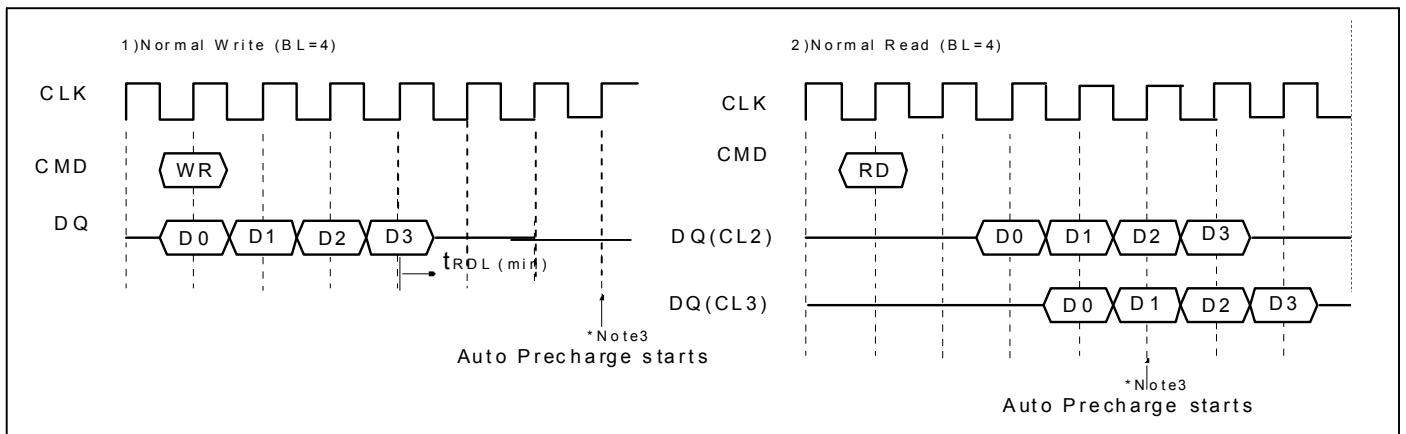 1)Normal Write (BL=4)
CLK
CMD
WR
DQ
D0 D1 D2 D3
tRDL (min)
*Note3
Auto Precharge starts
2)Normal Read (BL=4)
CLK
CMD
RD
DQ(CL2)
D0 D1 D2 D3
DQ(CL3)
D0 D1 D2 D3
*Note3
Auto Precharge starts